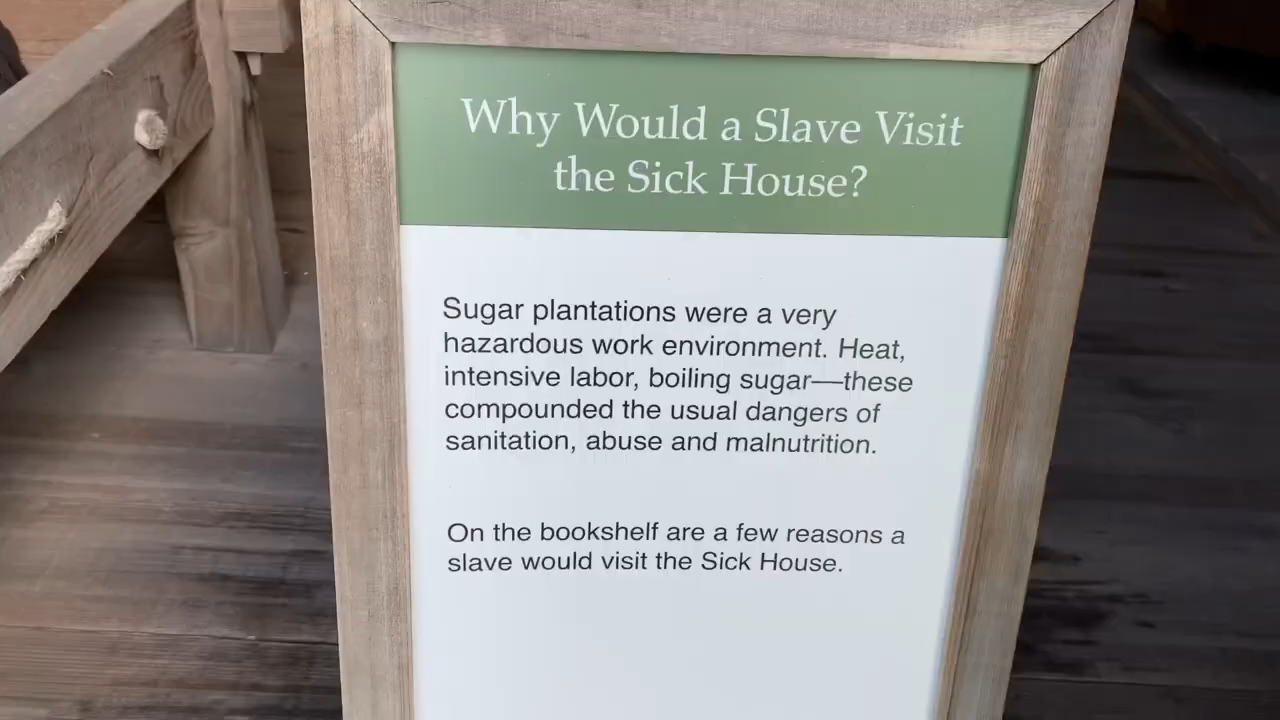 Why Would a Slave Visit
the Sick House?
Sugar plantations were a very
hazardous work environment. Heat,
intensive labor, boiling sugar—these
compounded the usual dangers of
sanitation, abuse and malnutrition.
On the bookshelf are a few reasons a
slave would visit the Sick House.